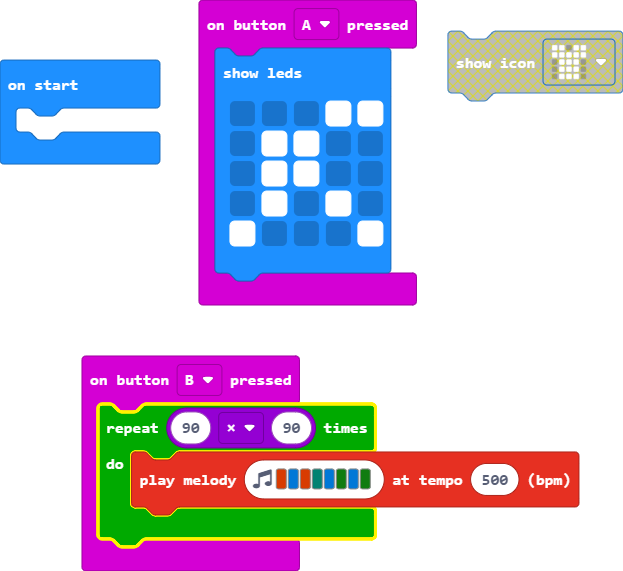 on start
on button A pressed
show leds
show icon
on button B pressed
repeat 90 × 90 times
do
play melody at tempo 500 (bpm)